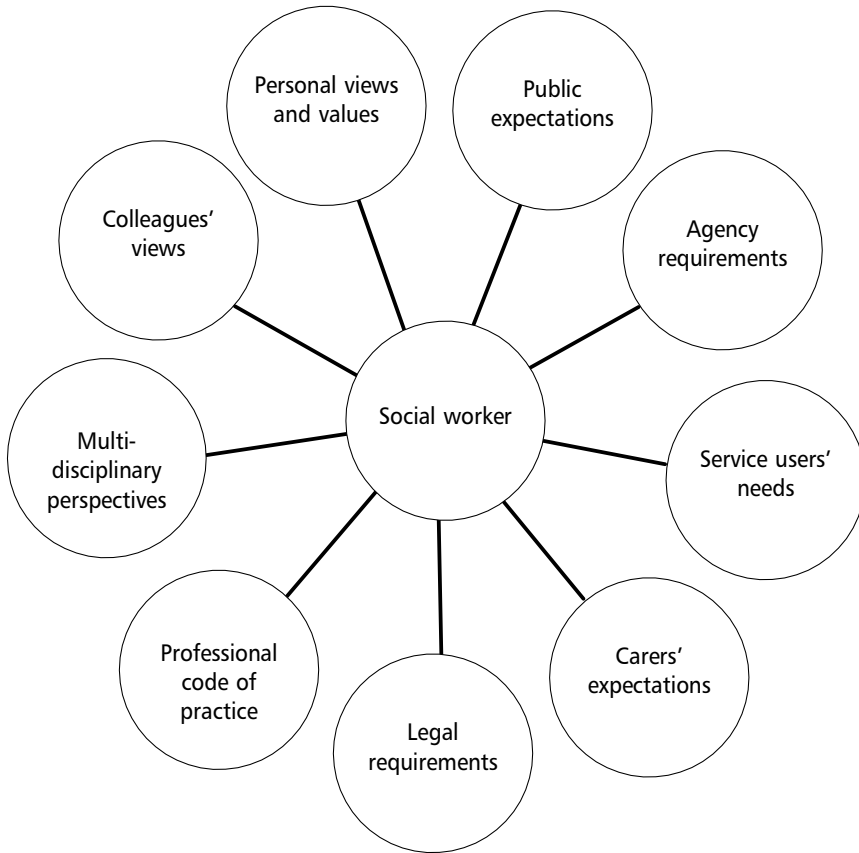 Personal views
and values
Public
expectations
Colleagues’
views
Agency
requirements
Social worker
Multi-
disciplinary
perspectives
Service users’
needs
Professional
code of
practice
Carers’
expectations
Legal
requirements